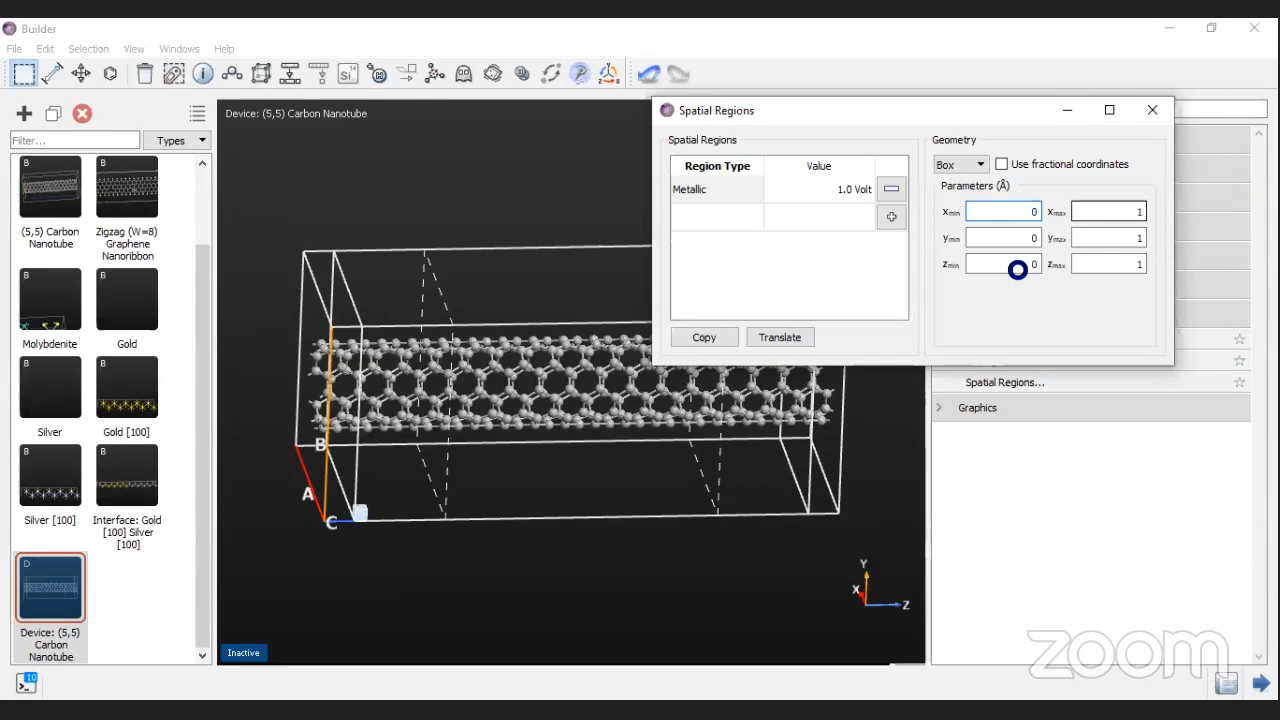 Builder
File Edit Selection View Windows Help
Si
Filter...
Types
B
B
(5,5) Carbon
Nanotube
Zigzag (W=8)
Graphene
Nanoribbon
B
B
Molybdenite
Gold
B
B
Silver
Gold [100]
B
B
Silver [100]
Interface: Gold
[100] Silver
[100]
D
Device: (5,5)
Carbon
Nanotube
10
Device: (5,5) Carbon Nanotube
B
A
C
Y
X
Z
Inactive
Spatial Regions
Spatial Regions
Region Type Value
Metallic 1.0 Volt
Copy Translate
Geometry
Box Use fractional coordinates
Parameters (Å)
xmin 0 xmax 1
ymin 0 ymax 1
zmin 0 zmax 1
Spatial Regions...
Graphics
zoom